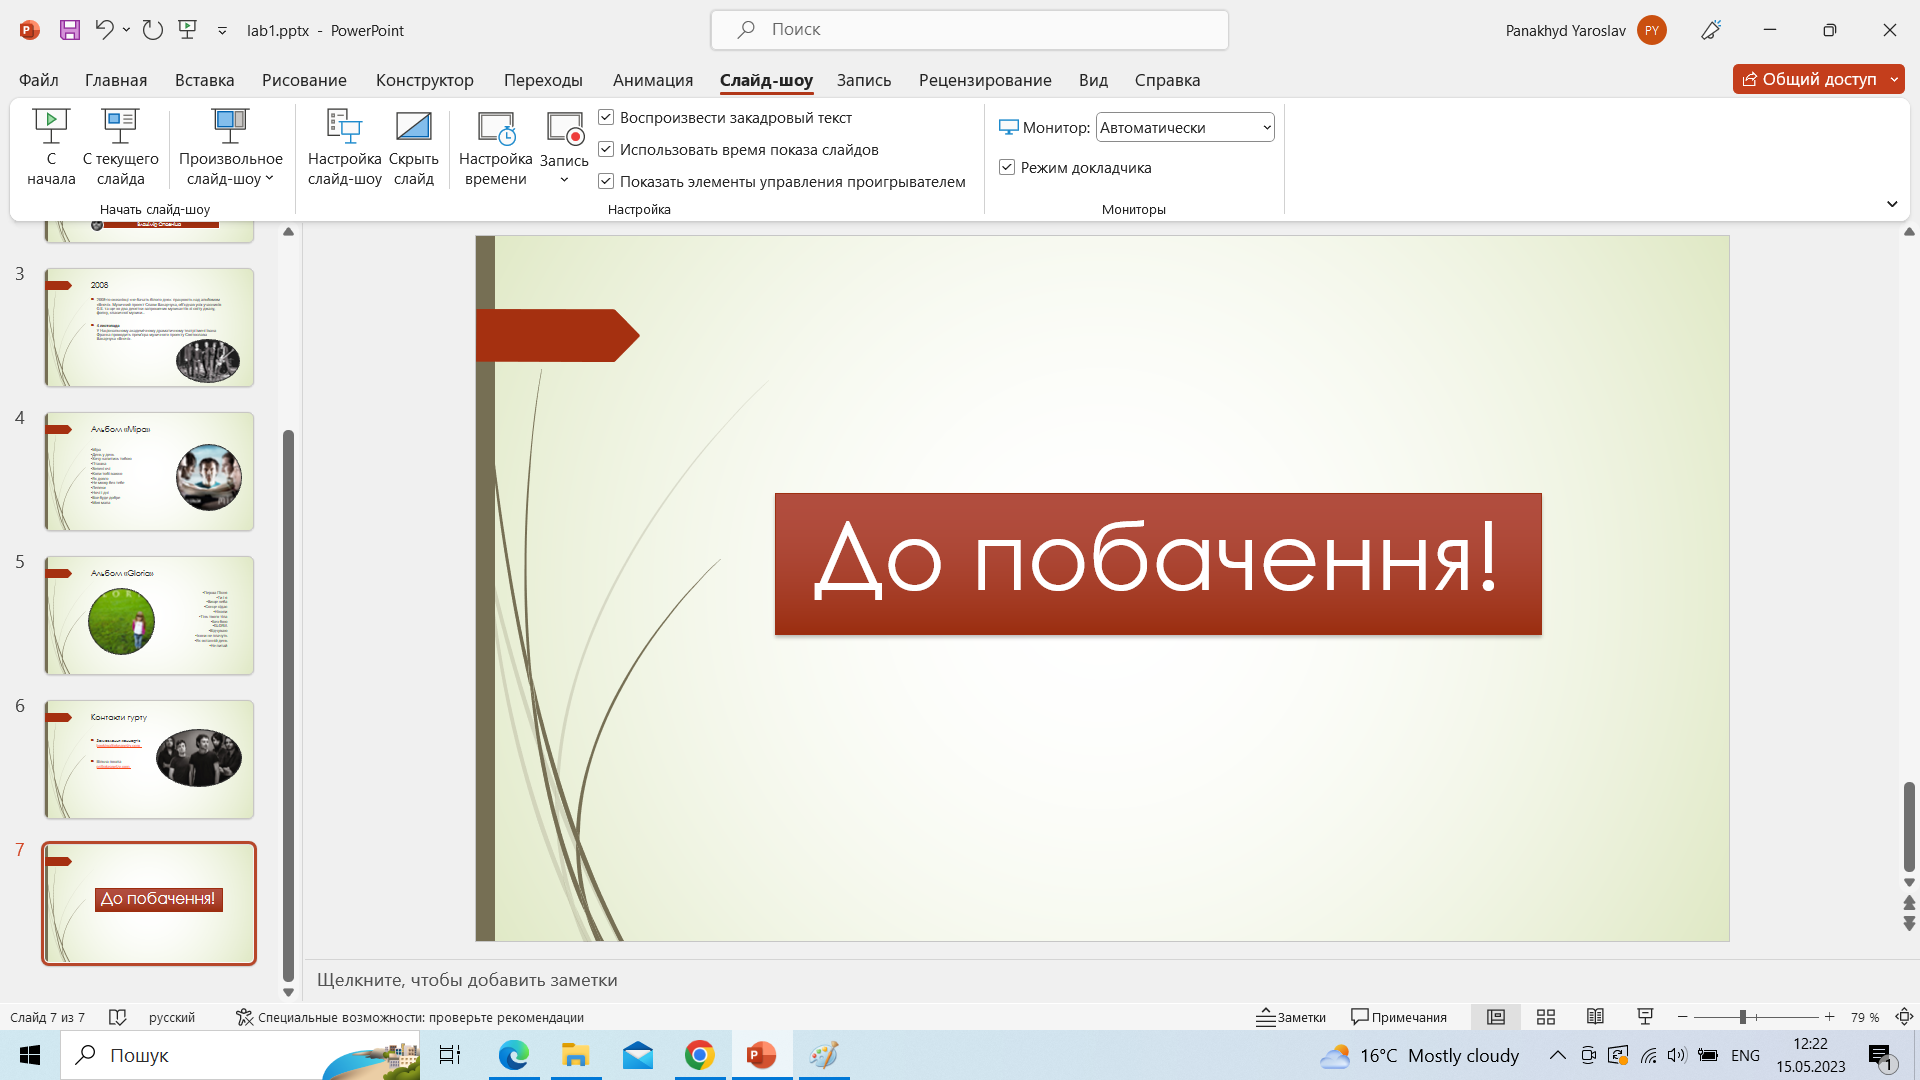 lab1.pptx - PowerPoint
Поиск
Panakhyd Yaroslav
PY
Файл Главная Вставка Рисование Конструктор Переходы Анимация Слайд-шоу Запись Рецензирование Вид Справка
Общий доступ
С начала
С текущего слайда
Произвольное слайд-шоу
Начать слайд-шоу
Настройка слайд-шоу
Скрыть слайд
Настройка времени
Запись
Воспроизвести закадровый текст
Использовать время показа слайдов
Показать элементы управления проигрывателем
Настройка
Монитор: Автоматически
Режим докладчика
Мониторы
3
2008
4
Альбом «Міра»
5
Альбом «Gloria»
6
Контакти гурту
7
До побачення!
До побачення!
Щелкните, чтобы добавить заметки
Слайд 7 из 7
русский
Специальные возможности: проверьте рекомендации
Заметки
Примечания
79 %
Пошук
16°C Mostly cloudy
ENG
12:22
15.05.2023
1